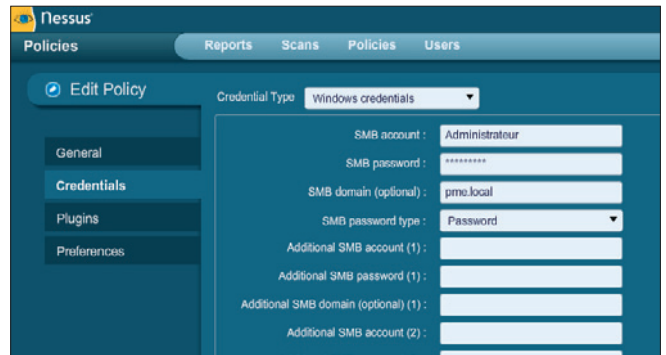 nessus
Policies
Reports Scans Policies Users
Edit Policy
General
Credentials
Plugins
Preferences
Credential Type Windows credentials
SMB account : Administrateur
SMB password : *********
SMB domain (optional) : pme.local
SMB password type : Password
Additional SMB account (1) :
Additional SMB password (1) :
Additional SMB domain (optional) (1) :
Additional SMB account (2) :